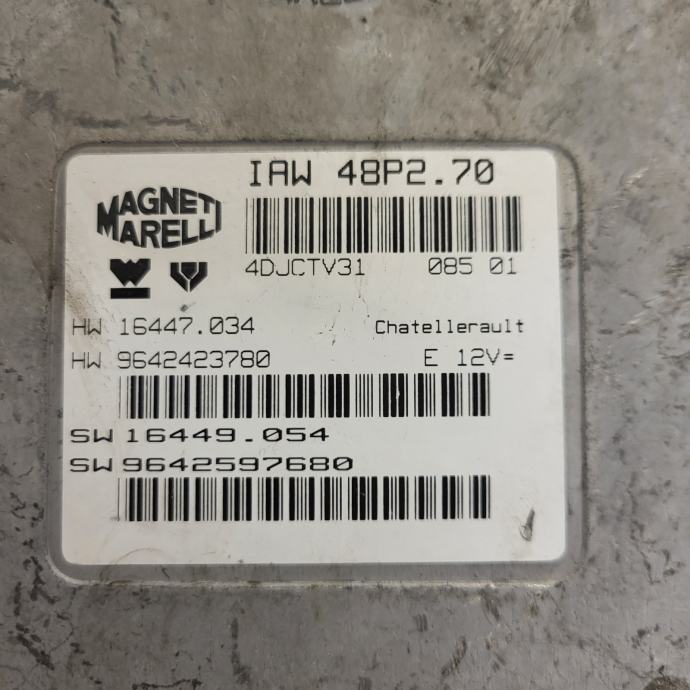 IAW 48P2.70
MAGNETI
MARELLI
4DJCTV31 085 01
HW 16447.034 Chatellerault
HW 9642423780 E 12V=
SW 16449.054
SW 9642597680